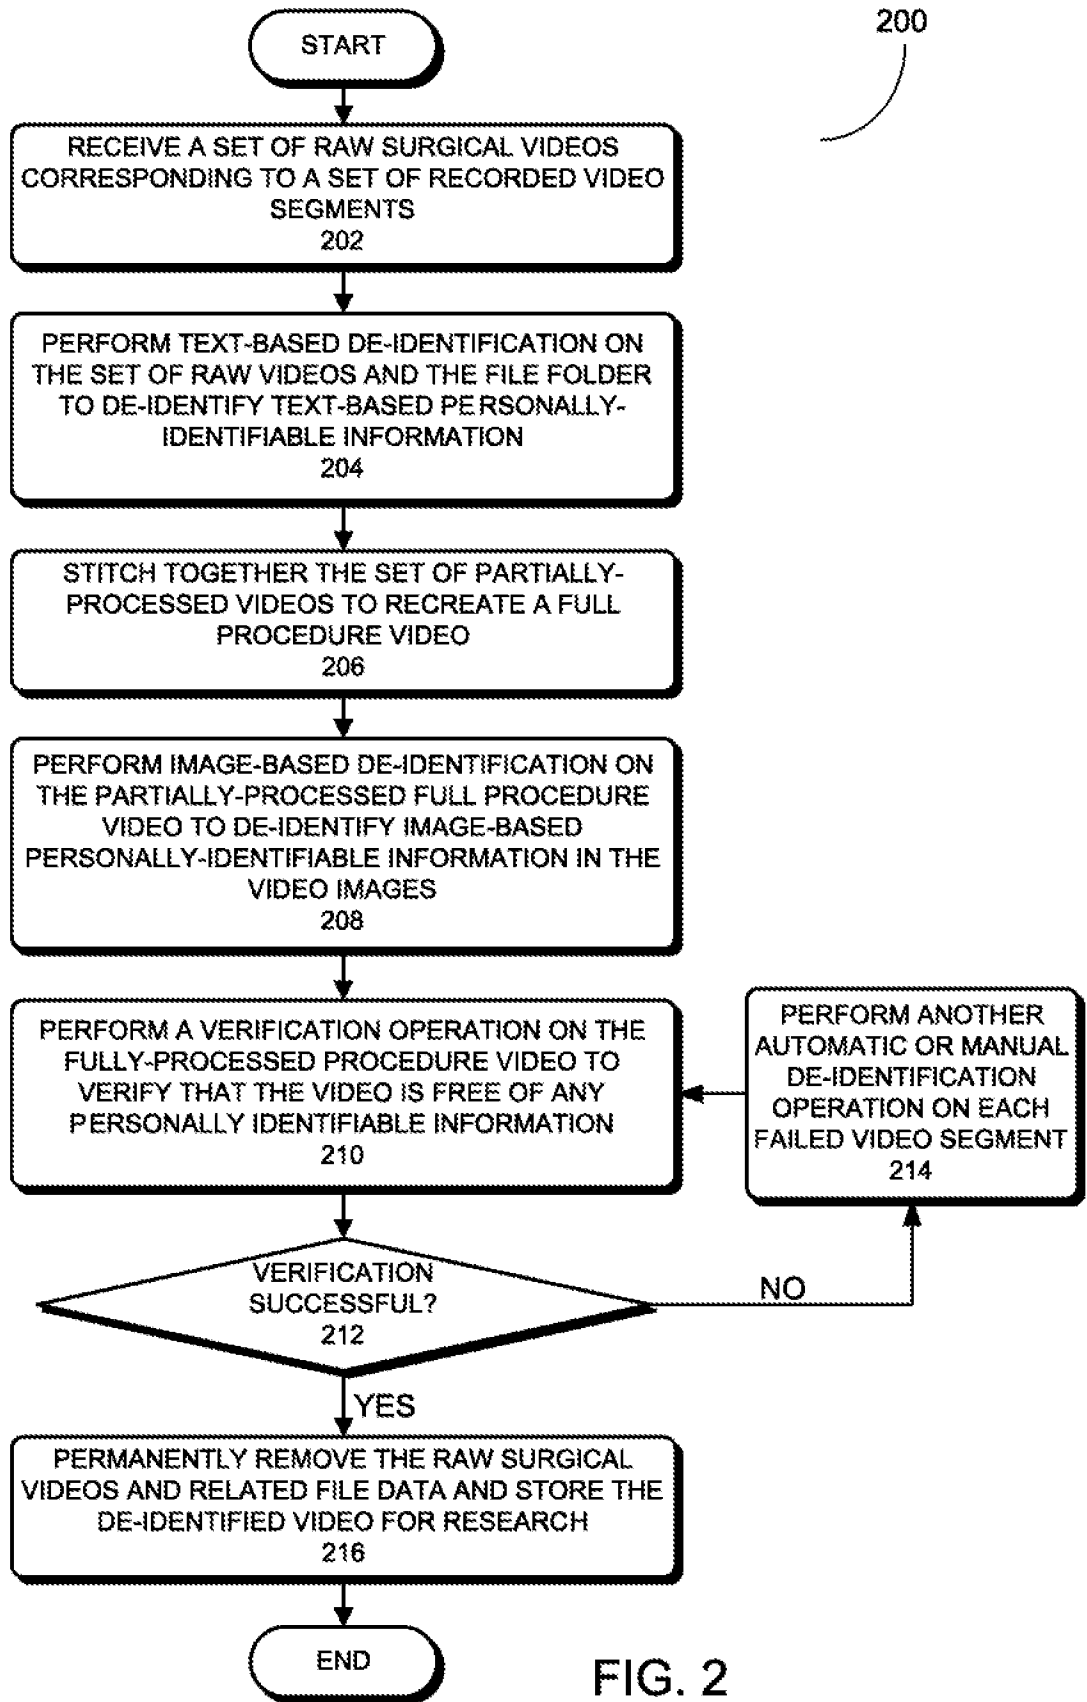 START
200
RECEIVE A SET OF RAW SURGICAL VIDEOS
CORRESPONDING TO A SET OF RECORDED VIDEO
SEGMENTS
202
PERFORM TEXT-BASED DE-IDENTIFICATION ON
THE SET OF RAW VIDEOS AND THE FILE FOLDER
TO DE-IDENTIFY TEXT-BASED PERSONALLY-
IDENTIFIABLE INFORMATION
204
STITCH TOGETHER THE SET OF PARTIALLY-
PROCESSED VIDEOS TO RECREATE A FULL
PROCEDURE VIDEO
206
PERFORM IMAGE-BASED DE-IDENTIFICATION ON
THE PARTIALLY-PROCESSED FULL PROCEDURE
VIDEO TO DE-IDENTIFY IMAGE-BASED
PERSONALLY-IDENTIFIABLE INFORMATION IN THE
VIDEO IMAGES
208
PERFORM A VERIFICATION OPERATION ON THE
FULLY-PROCESSED PROCEDURE VIDEO TO
VERIFY THAT THE VIDEO IS FREE OF ANY
PERSONALLY IDENTIFIABLE INFORMATION
210
PERFORM ANOTHER
AUTOMATIC OR MANUAL
DE-IDENTIFICATION
OPERATION ON EACH
FAILED VIDEO SEGMENT
214
VERIFICATION
SUCCESSFUL?
212
NO
YES
PERMANENTLY REMOVE THE RAW SURGICAL
VIDEOS AND RELATED FILE DATA AND STORE THE
DE-IDENTIFIED VIDEO FOR RESEARCH
216
END
FIG. 2